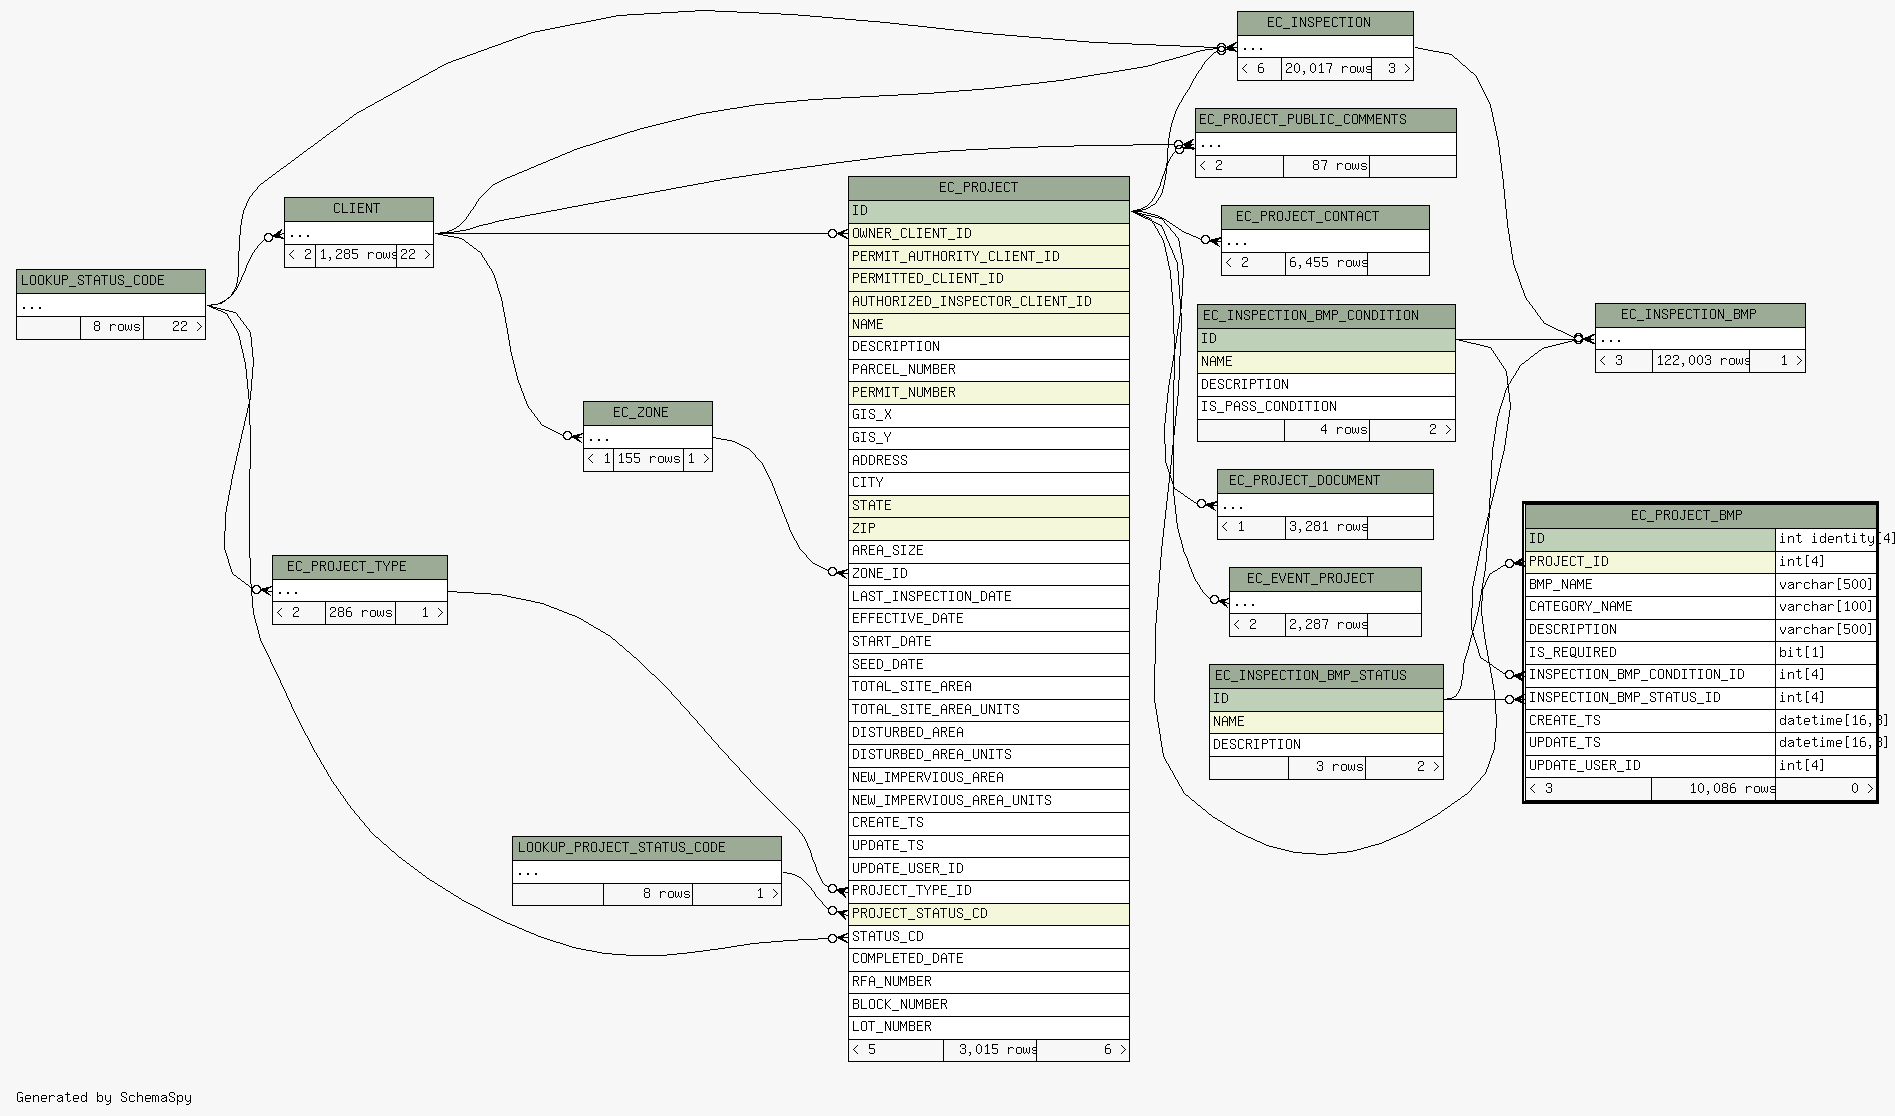 EC_INSPECTION
...
< 6 20,017 rows 3 >
EC_PROJECT_PUBLIC_COMMENTS
...
< 2 87 rows
CLIENT
...
< 2 1,285 rows 22 >
LOOKUP_STATUS_CODE
...
8 rows 22 >
EC_PROJECT
ID
OWNER_CLIENT_ID
PERMIT_AUTHORITY_CLIENT_ID
PERMITTED_CLIENT_ID
AUTHORIZED_INSPECTOR_CLIENT_ID
NAME
DESCRIPTION
PARCEL_NUMBER
PERMIT_NUMBER
GIS_X
GIS_Y
ADDRESS
CITY
STATE
ZIP
AREA_SIZE
ZONE_ID
LAST_INSPECTION_DATE
EFFECTIVE_DATE
START_DATE
SEED_DATE
TOTAL_SITE_AREA
TOTAL_SITE_AREA_UNITS
DISTURBED_AREA
DISTURBED_AREA_UNITS
NEW_IMPERVIOUS_AREA
NEW_IMPERVIOUS_AREA_UNITS
CREATE_TS
UPDATE_TS
UPDATE_USER_ID
PROJECT_TYPE_ID
PROJECT_STATUS_CD
STATUS_CD
COMPLETED_DATE
RFA_NUMBER
BLOCK_NUMBER
LOT_NUMBER
< 5 3,015 rows 6 >
EC_PROJECT_CONTACT
...
< 2 6,455 rows
EC_INSPECTION_BMP_CONDITION
ID
NAME
DESCRIPTION
IS_PASS_CONDITION
4 rows 2 >
EC_INSPECTION_BMP
...
< 3 122,003 rows 1 >
EC_ZONE
...
< 1 155 rows 1 >
EC_PROJECT_DOCUMENT
...
< 1 3,281 rows
EC_PROJECT_BMP
ID int identity[4]
PROJECT_ID int[4]
BMP_NAME varchar[500]
CATEGORY_NAME varchar[100]
DESCRIPTION varchar[500]
IS_REQUIRED bit[1]
INSPECTION_BMP_CONDITION_ID int[4]
INSPECTION_BMP_STATUS_ID int[4]
CREATE_TS datetime[16,3]
UPDATE_TS datetime[16,3]
UPDATE_USER_ID int[4]
< 3 10,086 rows 0 >
EC_PROJECT_TYPE
...
< 2 286 rows 1 >
EC_EVENT_PROJECT
...
< 2 2,287 rows
EC_INSPECTION_BMP_STATUS
ID
NAME
DESCRIPTION
3 rows 2 >
LOOKUP_PROJECT_STATUS_CODE
...
8 rows 1 >
Generated by SchemaSpy